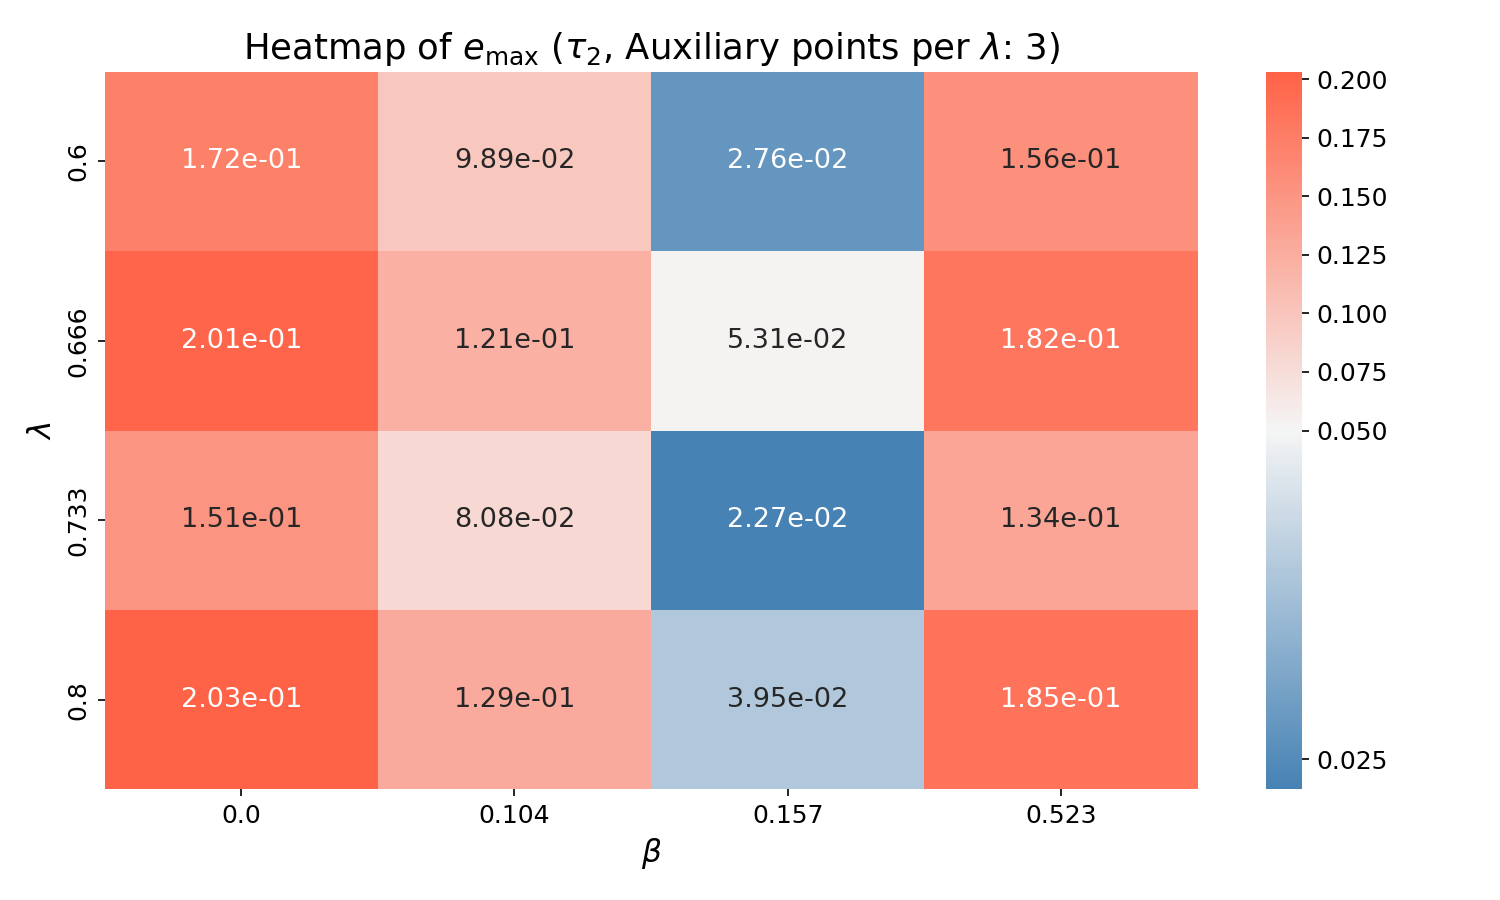 Heatmap of e_max (τ_2, Auxiliary points per λ: 3)
0.6 1.72e-01 9.89e-02 2.76e-02 1.56e-01
0.666 2.01e-01 1.21e-01 5.31e-02 1.82e-01
0.733 1.51e-01 8.08e-02 2.27e-02 1.34e-01
0.8 2.03e-01 1.29e-01 3.95e-02 1.85e-01
λ
0.0 0.104 0.157 0.523
β
0.200
0.175
0.150
0.125
0.100
0.075
0.050
0.025